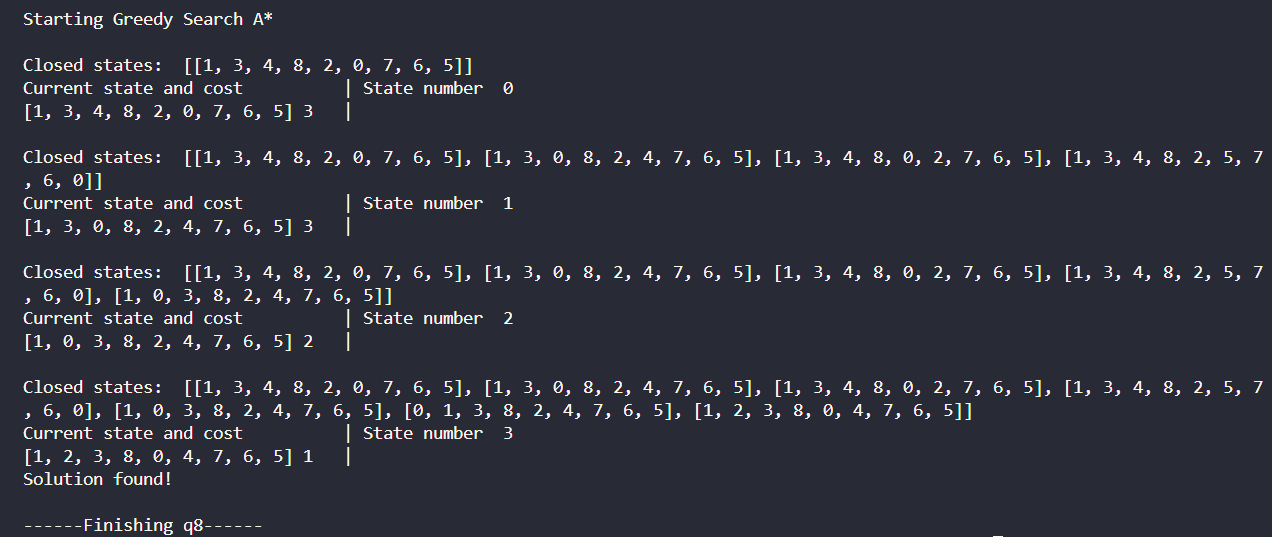 Starting Greedy Search A*
Closed states:  [[1, 3, 4, 8, 2, 0, 7, 6, 5]]
Current state and cost          | State number  0
[1, 3, 4, 8, 2, 0, 7, 6, 5] 3   |
Closed states:  [[1, 3, 4, 8, 2, 0, 7, 6, 5], [1, 3, 0, 8, 2, 4, 7, 6, 5], [1, 3, 4, 8, 0, 2, 7, 6, 5], [1, 3, 4, 8, 2, 5, 7
, 6, 0]]
Current state and cost          | State number  1
[1, 3, 0, 8, 2, 4, 7, 6, 5] 3   |
Closed states:  [[1, 3, 4, 8, 2, 0, 7, 6, 5], [1, 3, 0, 8, 2, 4, 7, 6, 5], [1, 3, 4, 8, 0, 2, 7, 6, 5], [1, 3, 4, 8, 2, 5, 7
, 6, 0], [1, 0, 3, 8, 2, 4, 7, 6, 5]]
Current state and cost          | State number  2
[1, 0, 3, 8, 2, 4, 7, 6, 5] 2   |
Closed states:  [[1, 3, 4, 8, 2, 0, 7, 6, 5], [1, 3, 0, 8, 2, 4, 7, 6, 5], [1, 3, 4, 8, 0, 2, 7, 6, 5], [1, 3, 4, 8, 2, 5, 7
, 6, 0], [1, 0, 3, 8, 2, 4, 7, 6, 5], [0, 1, 3, 8, 2, 4, 7, 6, 5], [1, 2, 3, 8, 0, 4, 7, 6, 5]]
Current state and cost          | State number  3
[1, 2, 3, 8, 0, 4, 7, 6, 5] 1   |
Solution found!
------Finishing q8------